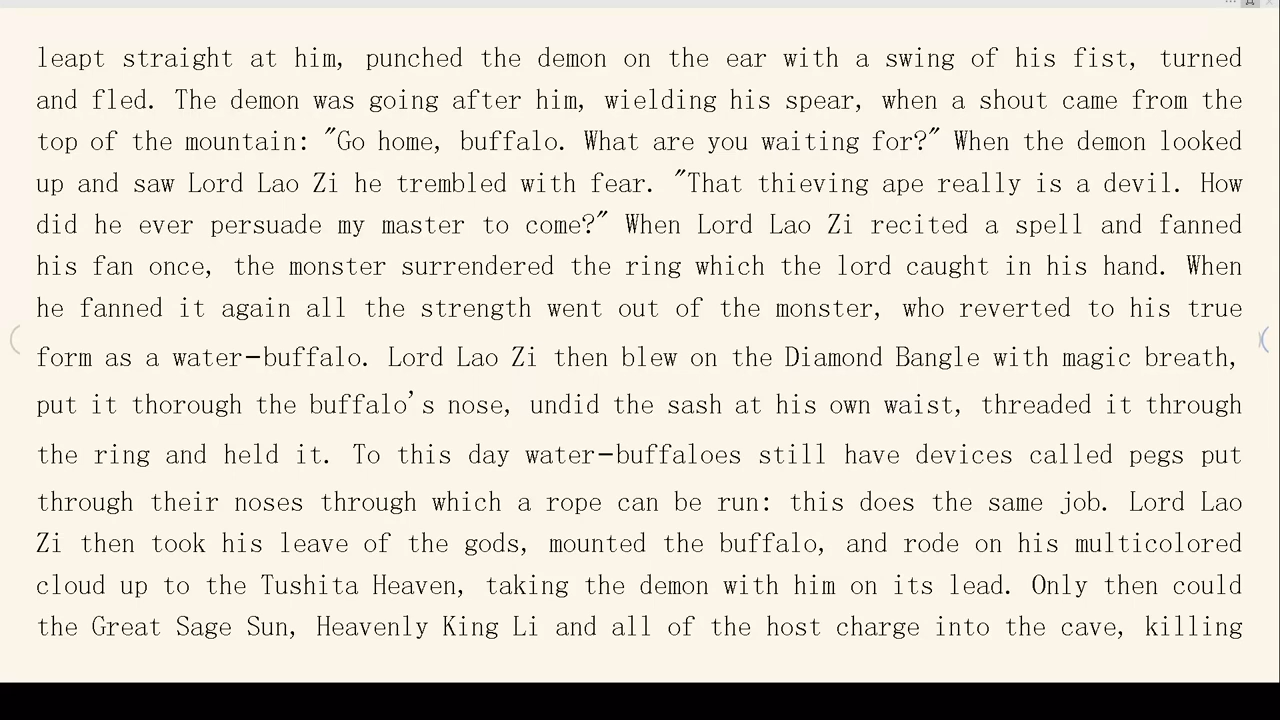 leapt straight at him, punched the demon on the ear with a swing of his fist, turned
and fled. The demon was going after him, wielding his spear, when a shout came from the
top of the mountain: "Go home, buffalo. What are you waiting for?" When the demon looked
up and saw Lord Lao Zi he trembled with fear. "That thieving ape really is a devil. How
did he ever persuade my master to come?" When Lord Lao Zi recited a spell and fanned
his fan once, the monster surrendered the ring which the lord caught in his hand. When
he fanned it again all the strength went out of the monster, who reverted to his true
form as a water-buffalo. Lord Lao Zi then blew on the Diamond Bangle with magic breath,
put it thorough the buffalo's nose, undid the sash at his own waist, threaded it through
the ring and held it. To this day water-buffaloes still have devices called pegs put
through their noses through which a rope can be run: this does the same job. Lord Lao
Zi then took his leave of the gods, mounted the buffalo, and rode on his multicolored
cloud up to the Tushita Heaven, taking the demon with him on its lead. Only then could
the Great Sage Sun, Heavenly King Li and all of the host charge into the cave, killing